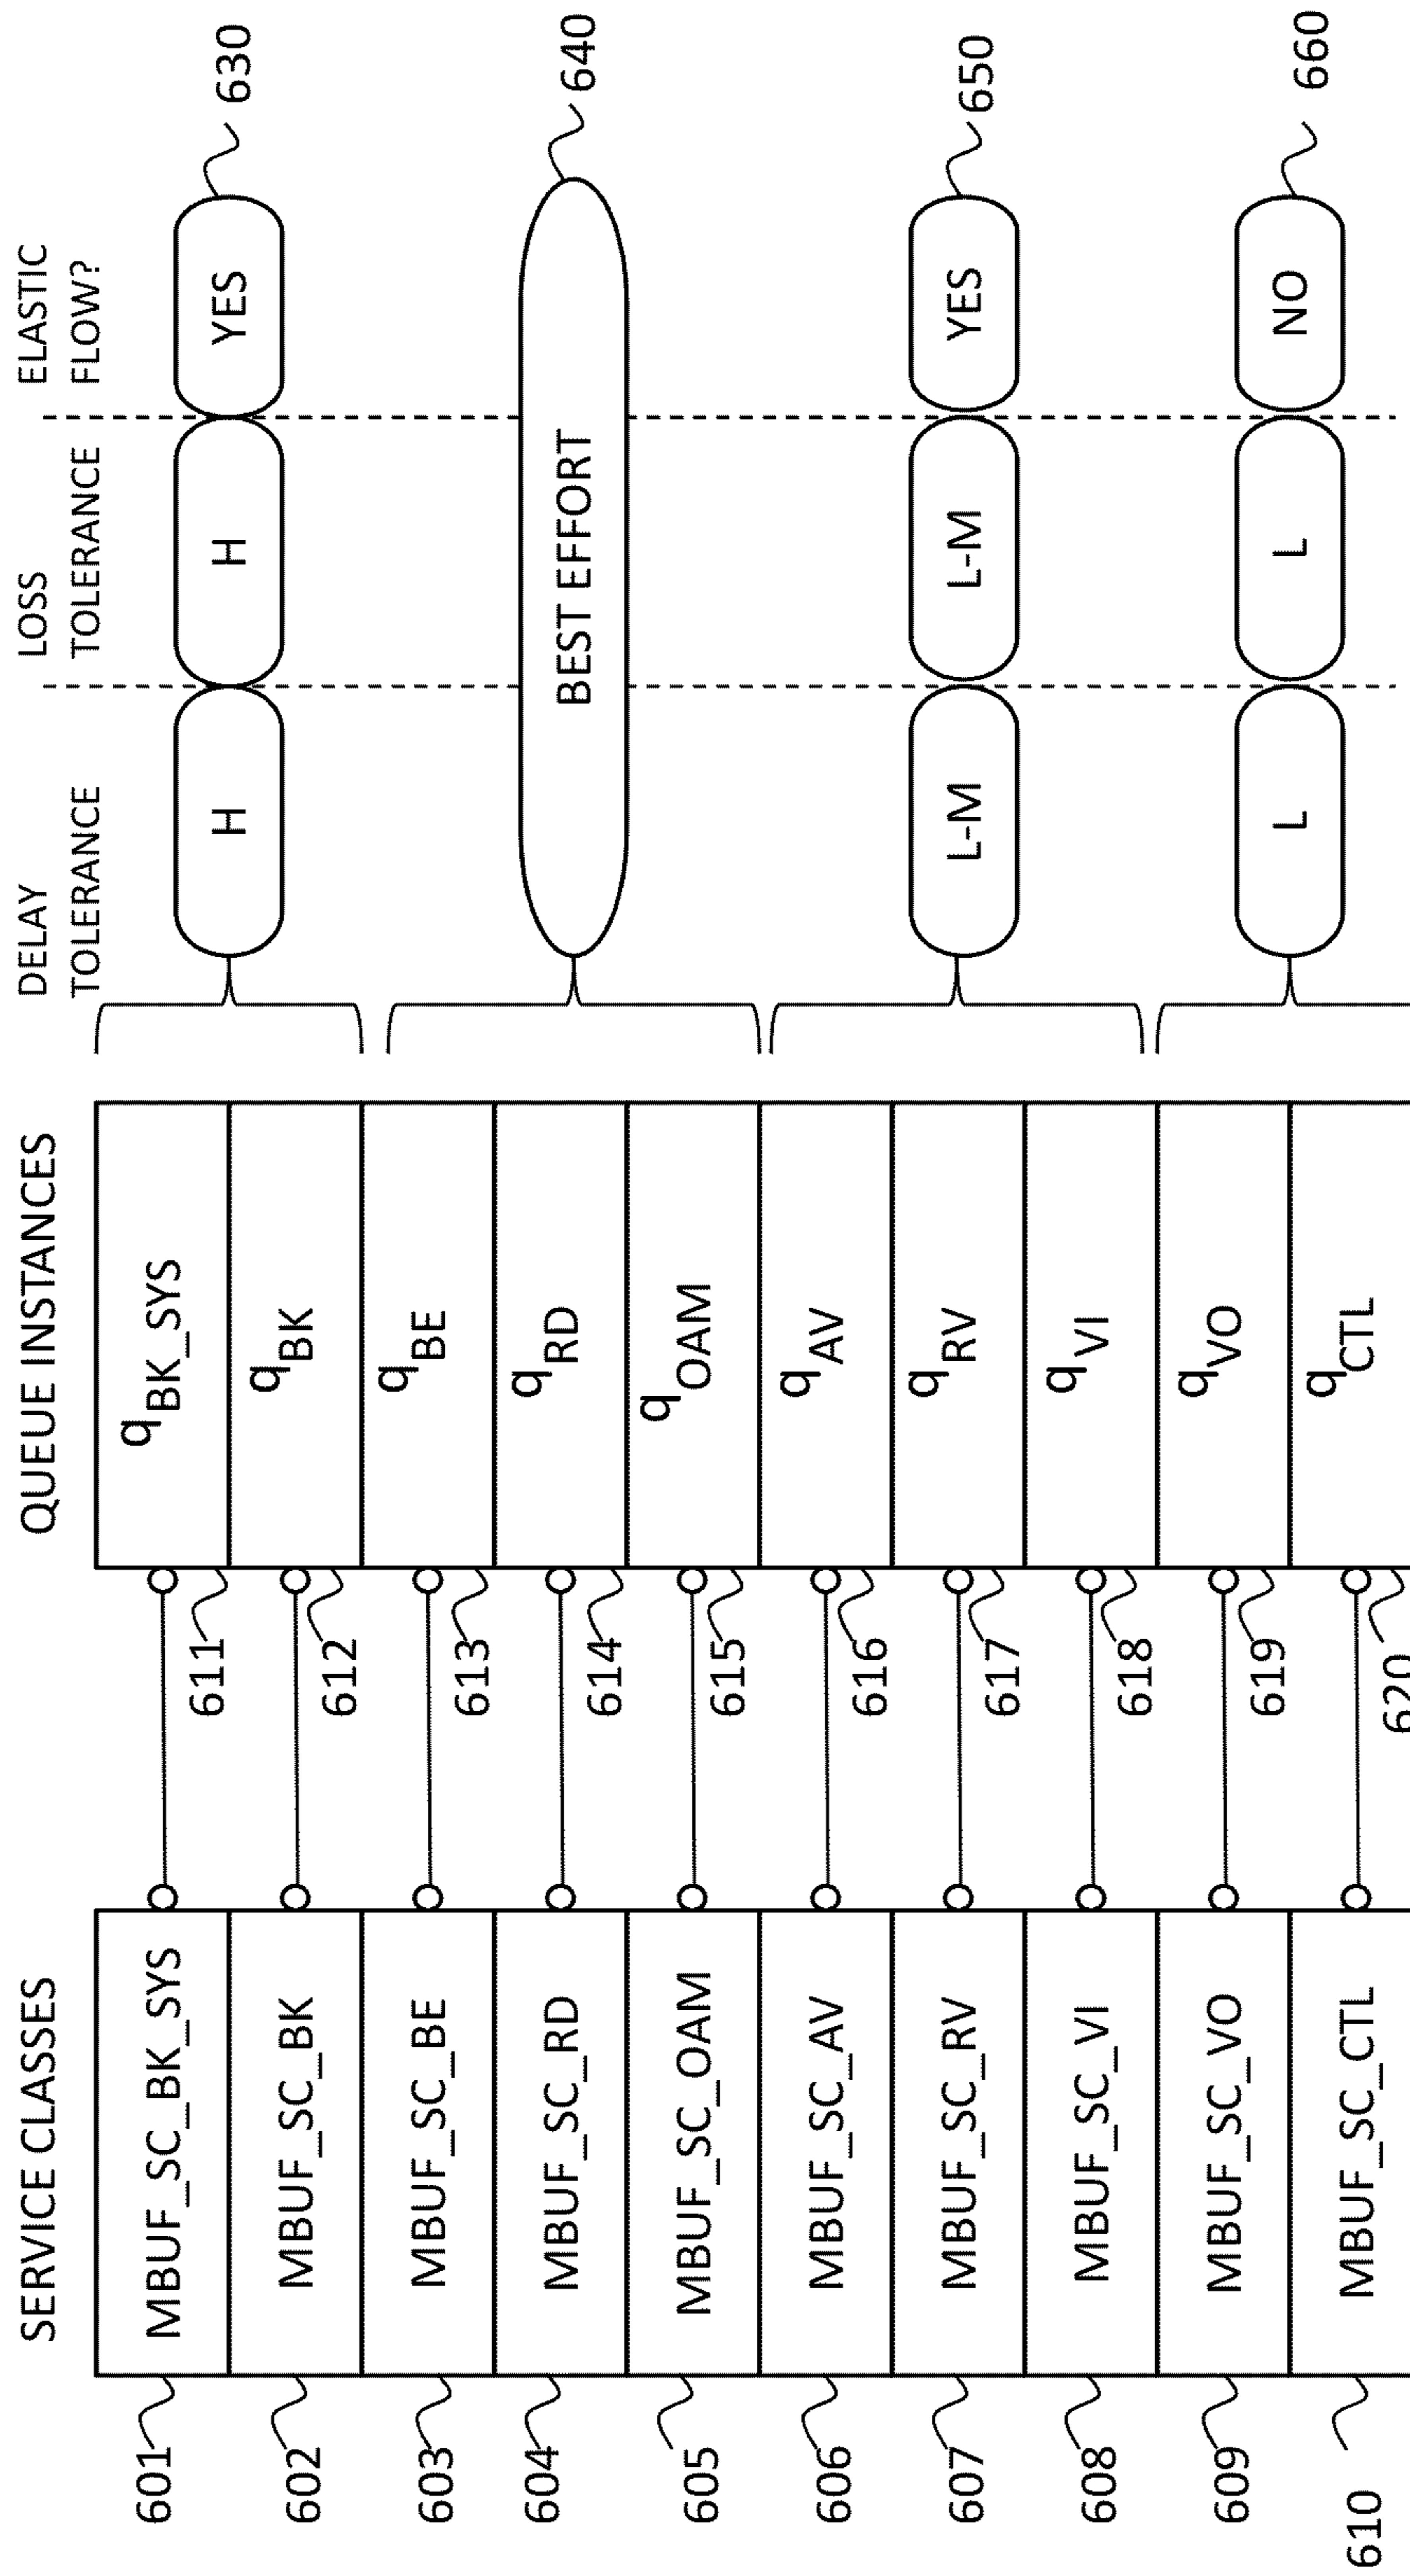 SERVICE CLASSES
QUEUE INSTANCES
DELAY
TOLERANCE
LOSS
TOLERANCE
ELASTIC
FLOW?
601
MBUF_SC_BK_SYS
611
qBK_SYS
602
MBUF_SC_BK
612
qBK
H
H
YES
630
603
MBUF_SC_BE
613
qBE
604
MBUF_SC_RD
614
qRD
BEST EFFORT
640
605
MBUF_SC_OAM
615
qOAM
606
MBUF_SC_AV
616
qAV
607
MBUF_SC_RV
617
qRV
L-M
L-M
YES
650
608
MBUF_SC_VI
618
qVI
609
MBUF_SC_VO
619
qVO
610
MBUF_SC_CTL
620
qCTL
L
L
NO
660